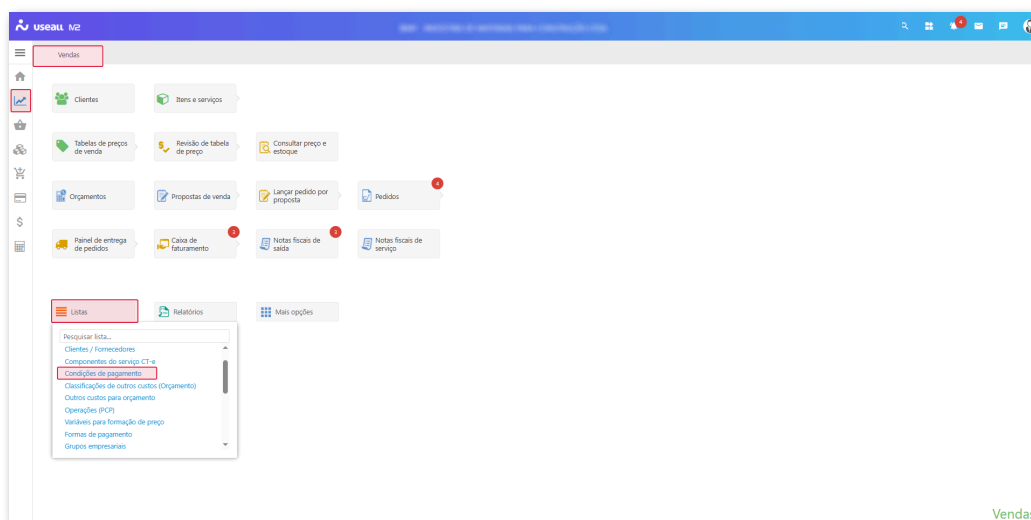 useall M2
4
Vendas
Clientes
Itens e serviços
Tabelas de preços
de venda
Revisão de tabela
de preço
Consultar preço e
estoque
Orçamentos
Propostas de venda
Lançar pedido por
proposta
Pedidos
4
Painel de entrega
de pedidos
Caixa de
faturamento
3
Notas fiscais de
saída
3
Notas fiscais de
serviço
Listas
Relatórios
Mais opções
Pesquisar lista...
Clientes / Fornecedores
Componentes do serviço CT-e
Condições de pagamento
Classificações de outros custos (Orçamento)
Outros custos para orçamento
Operações (PCP)
Variáveis para formação de preço
Formas de pagamento
Grupos empresariais
Vendas